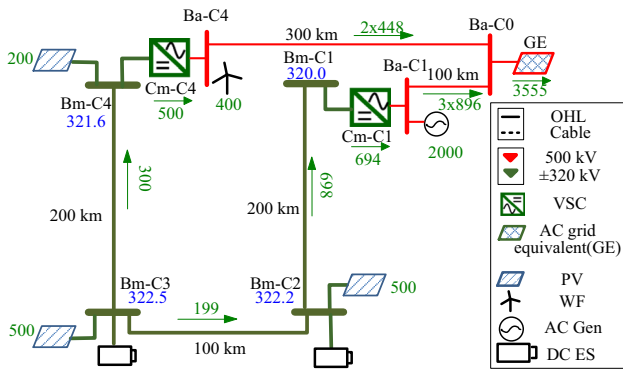 Ba-C4
Ba-C0
300 km
2x448
GE
200
Bm-C1
320.0
Ba-C1
100 km
Cm-C4
500
400
3555
Bm-C4
321.6
3x896
Cm-C1
2000
694
OHL
Cable
500 kV
±320 kV
VSC
AC grid
equivalent(GE)
PV
WF
AC Gen
DC ES
300
698
200 km
200 km
Bm-C3
322.5
Bm-C2
322.2
500
199
500
100 km